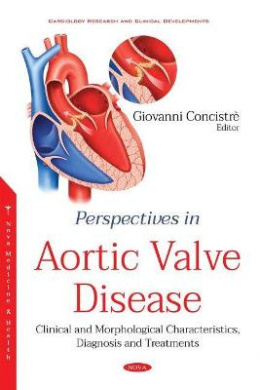 Cardiology Research and Clinical Developments
Giovanni Concistrè
Editor
Nova Medicine & Health
Perspectives in
Aortic Valve
Disease
Clinical and Morphological Characteristics,
Diagnosis and Treatments
NOVA